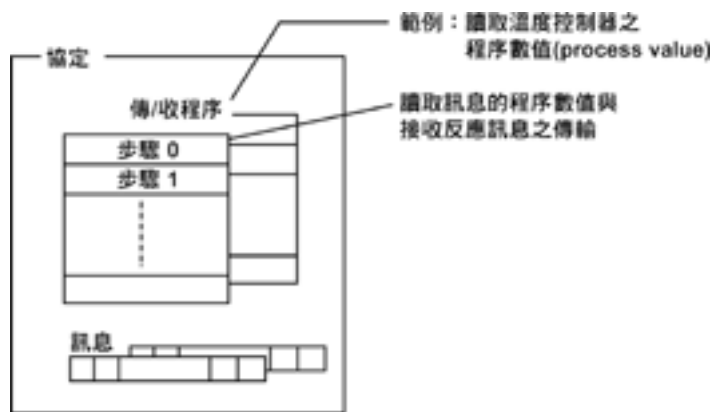 範例：讀取溫度控制器之
程序數值(process value)
協定
傳/收程序
讀取訊息的程序數值與
接收反應訊息之傳輸
步驟 0
步驟 1
訊息